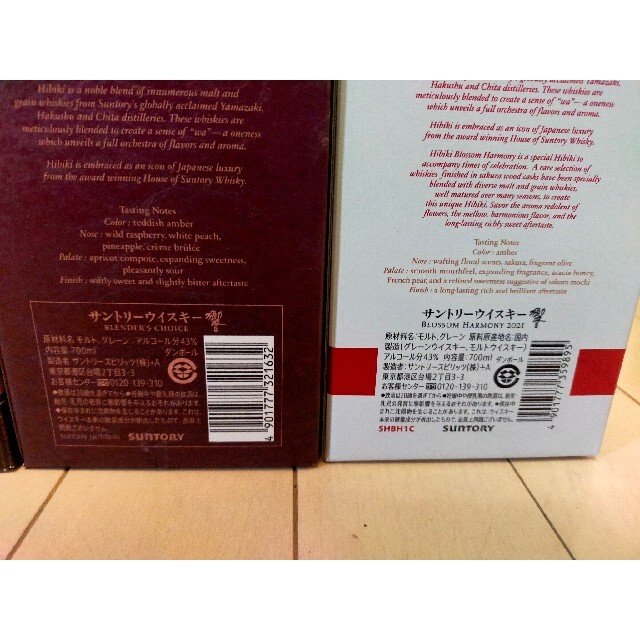 Hibiki is a noble blend of innumerous malt and
grain whiskies from Suntory's globally acclaimed Yamazaki,
Hakushu and Chita distilleries. These whiskies are
meticulously blended to create a sense of "wa"—a oneness
which unveils a full orchestra of flavors and aroma.
Hibiki is embraced as an icon of Japanese luxury
from the award winning House of Suntory Whisky.
Tasting Notes
Color : reddish amber
Nose : wild raspberry, white peach,
pineapple, crème brûlée
Palate : apricot compote, expanding sweetness,
pleasantly sour
Finish : softly sweet and slightly bitter aftertaste
サントリーウイスキー 響
BLENDER'S CHOICE
原材料名 モルト、グレーン アルコール分43%
内容量 700ml ダンボール
製造者 サントリースピリッツ(株)+A
東京都港区台場2丁目3-3
お客様センター 0120-139-310
suntory.jp/hibiki
SUNTORY
4 901777 321632
Hakushu and Chita distilleries. These whiskies are
meticulously blended to create a sense of "wa"—a oneness
which unveils a full orchestra of flavors and aroma.
Hibiki is embraced as an icon of Japanese luxury
from the award winning House of Suntory Whisky.
Hibiki Blossom Harmony is a special Hibiki to
accompany times of celebration. A rare selection of
whiskies finished in sakura wood casks have been specially
blended with diverse malt and grain whiskies,
well matured over many seasons, to create
this unique Hibiki. Savor the aroma redolent of
flowers, the mellow, harmonious flavor, and the
long-lasting richly sweet aftertaste.
Tasting Notes
Color : amber
Nose : wafting floral scents, sakura, fragrant olive
Palate : smooth mouthfeel, expanding fragrance, acacia honey,
French pear, and a refined sweetness suggestive of sakura mochi
Finish : a long-lasting rich and brilliant aftertaste
サントリーウイスキー 響
BLOSSOM HARMONY 2021
原材料名:モルト、グレーン 原料原産地名:国内
製造(グレーンウイスキー、モルトウイスキー)
アルコール分43% 内容量:700ml ダンボール
製造者:サントリースピリッツ(株)+A
東京都港区台場2丁目3-3
お客様センター 0120-139-310
SHBH1C SUNTORY
4 901777 359895